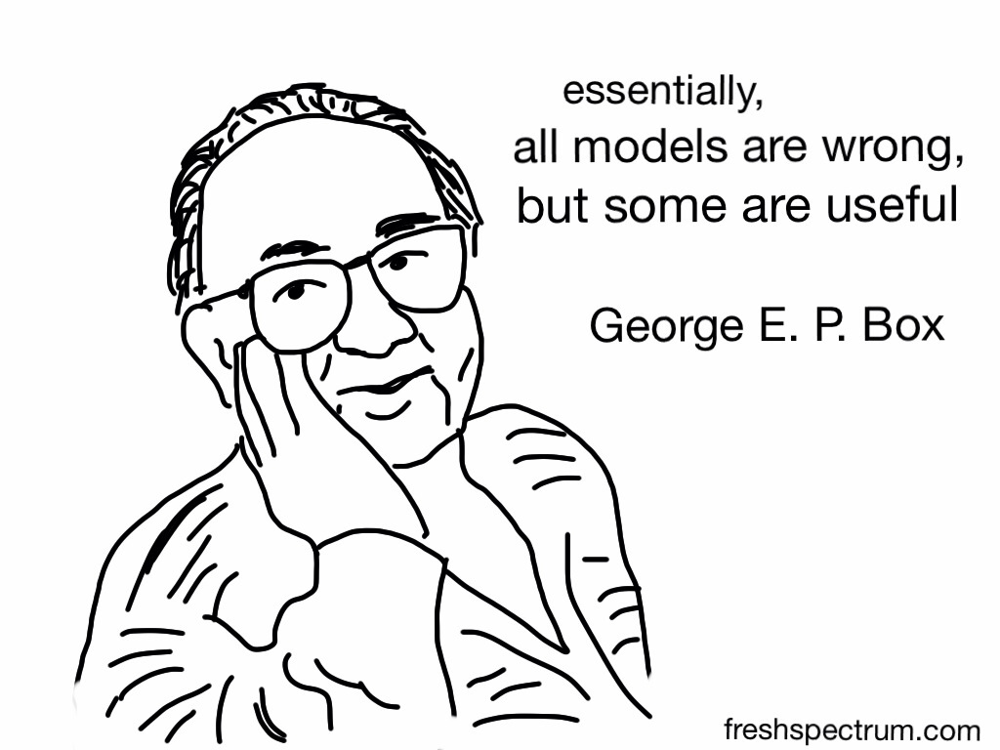 essentially,
all models are wrong,
but some are useful
George E. P. Box
freshspectrum.com